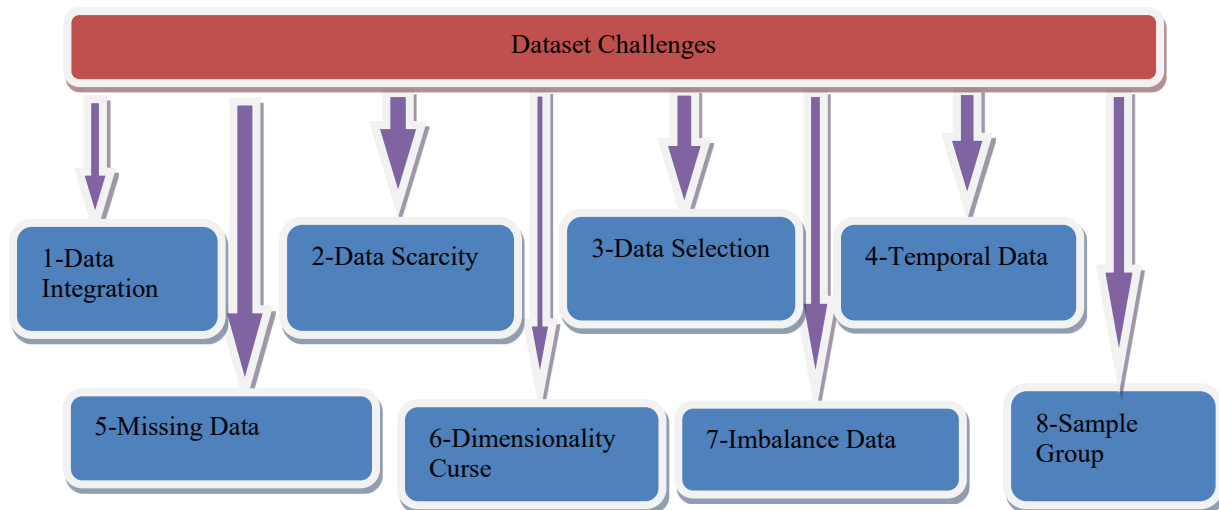 Dataset Challenges
1-Data
Integration
2-Data Scarcity
3-Data Selection
4-Temporal Data
5-Missing Data
6-Dimensionality
Curse
7-Imbalance Data
8-Sample
Group